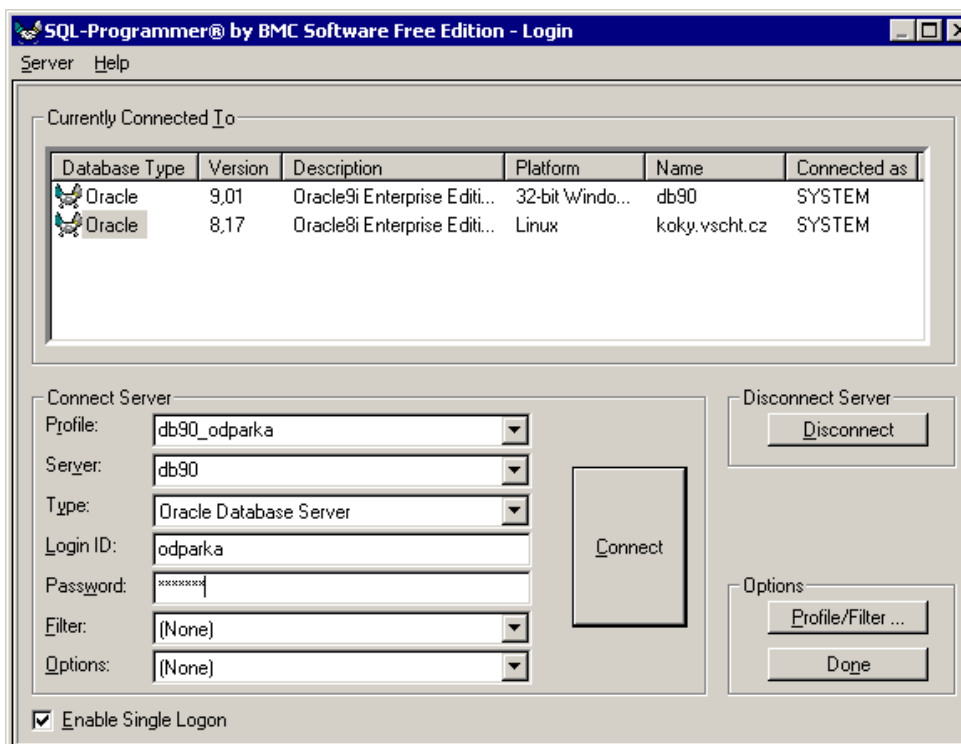 SQL-Programmer® by BMC Software Free Edition - Login
Server Help
Currently Connected To
Database Type Version Description Platform Name Connected as
Oracle 9,01 Oracle9i Enterprise Editi... 32-bit Windo... db90 SYSTEM
Oracle 8,17 Oracle8i Enterprise Editi... Linux koky.vscht.cz SYSTEM
Connect Server
Profile: db90_odparka
Server: db90
Type: Oracle Database Server
Login ID: odparka
Password: *******
Filter: (None)
Options: (None)
Connect
Disconnect Server
Disconnect
Options
Profile/Filter ...
Done
Enable Single Logon